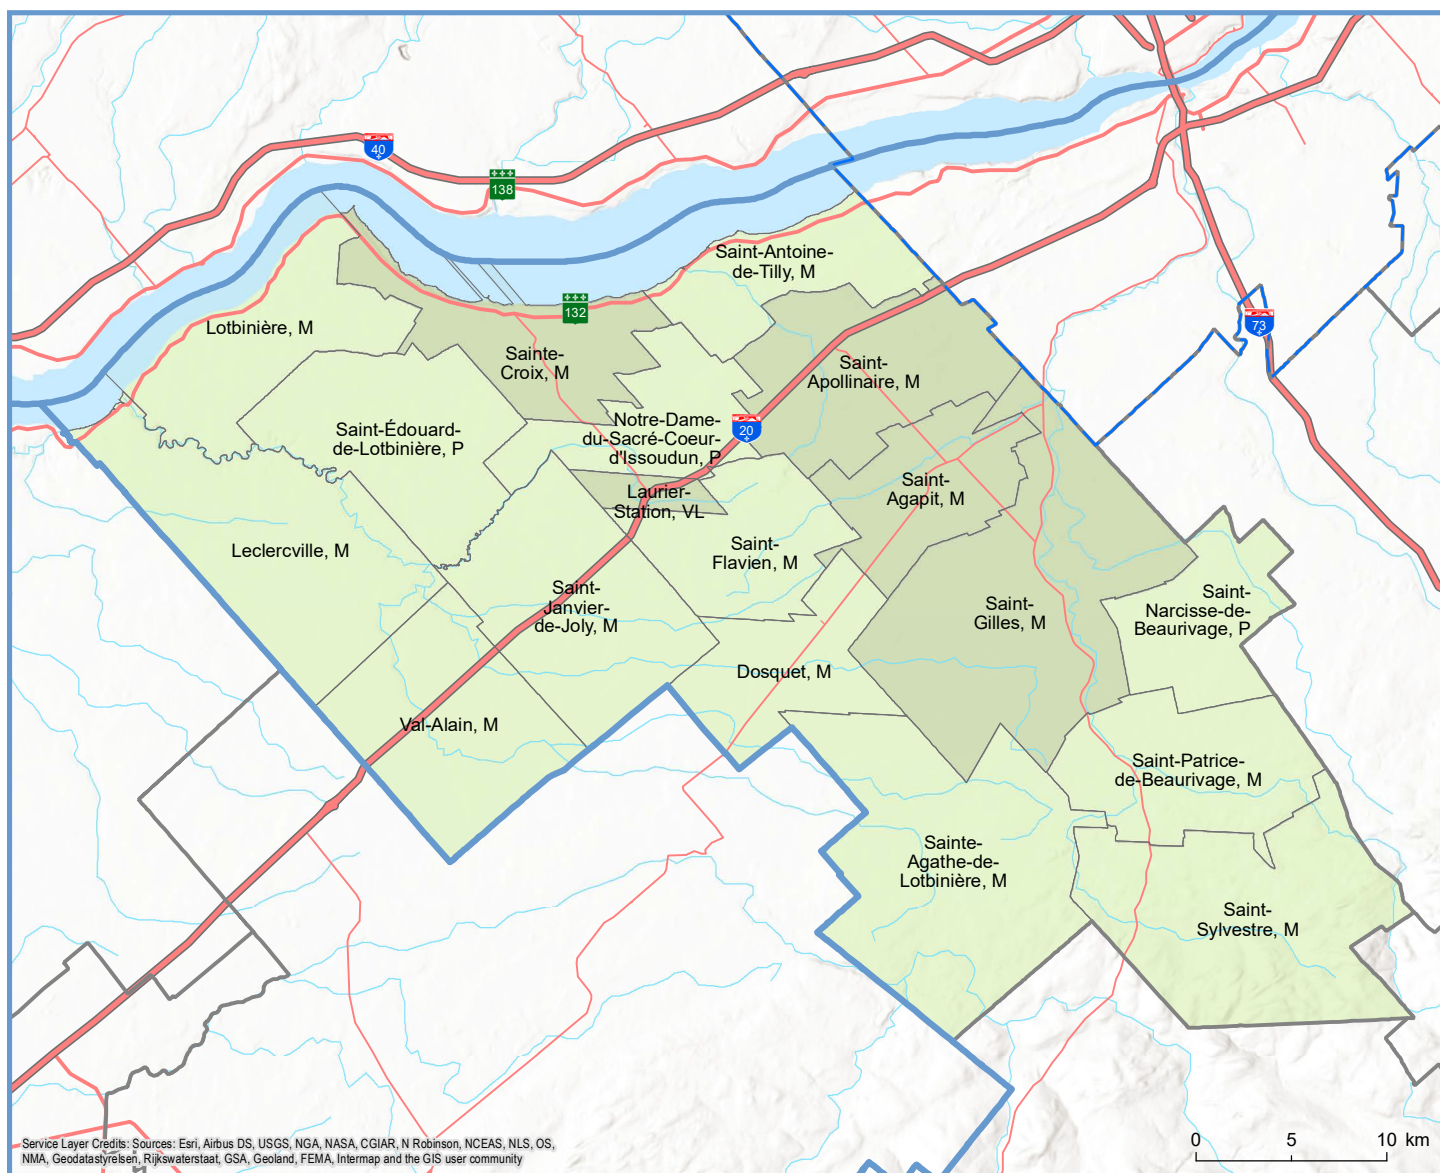 40
138
Saint-Antoine-
de-Tilly, M
132
Lotbinière, M
73
Sainte-
Croix, M
Saint-
Apollinaire, M
Notre-Dame-
du-Sacré-Coeur-
d'Issoudun, P
20
Saint-Édouard-
de-Lotbinière, P
Saint-
Agapit, M
Laurier-
Station, VL
Leclercville, M
Saint-
Flavien, M
Saint-
Janvier-
de-Joly, M
Saint-
Gilles, M
Saint-
Narcisse-de-
Beaurivage, P
Dosquet, M
Val-Alain, M
Saint-Patrice-
de-Beaurivage, M
Sainte-
Agathe-de-
Lotbinière, M
Saint-
Sylvestre, M
Service Layer Credits: Sources: Esri, Airbus DS, USGS, NGA, NASA, CGIAR, N Robinson, NCEAS, NLS, OS,
NMA, Geodatastyrelsen, Rijkswaterstaat, GSA, Geoland, FEMA, Intermap and the GIS user community
0 5 10 km